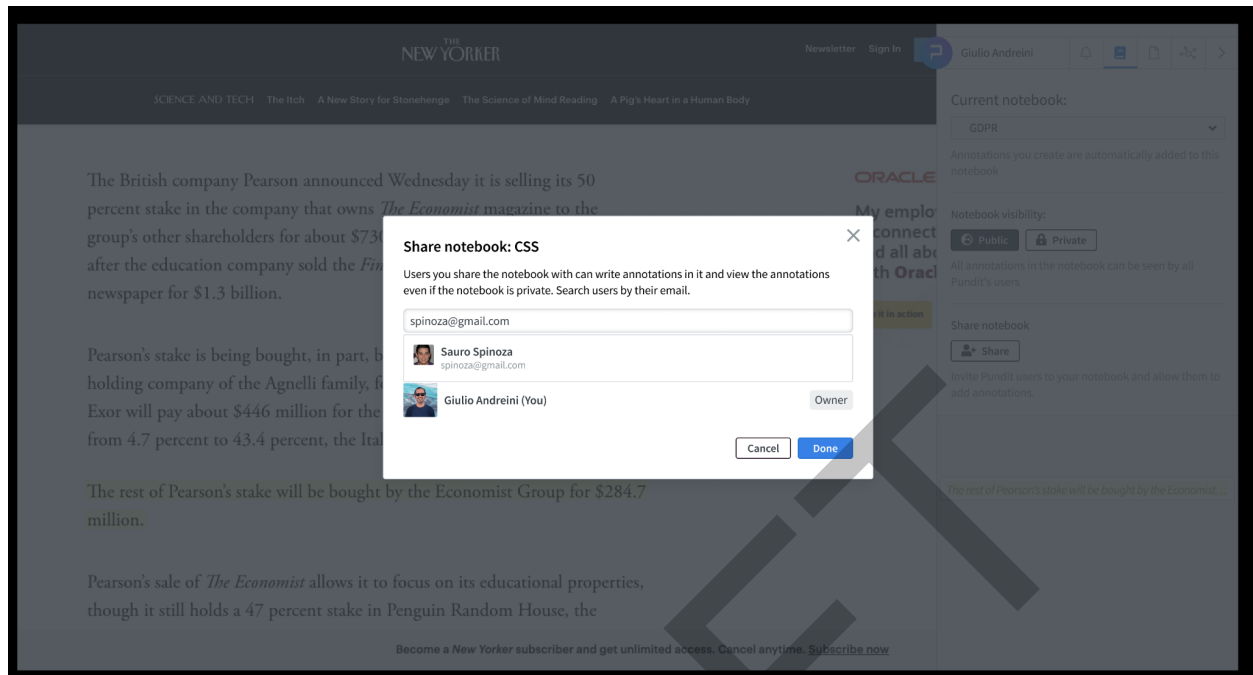 THE
NEW YORKER
Newsletter Sign In
Giulio Andreini
SCIENCE AND TECH The Itch A New Story for Stonehenge The Science of Mind Reading A Pig's Heart in a Human Body
Current notebook:
GDPR
Annotations you create are automatically added to this
notebook
Notebook visibility:
Public Private
All annotations in the notebook can be seen by all
Pundit's users
Share notebook
Share
Invite Pundit users to your notebook and allow them to
add annotations.
The rest of Pearson's stake will be bought by the Economist...
The British company Pearson announced Wednesday it is selling its 50
percent stake in the company that owns The Economist magazine to the
group's other shareholders for about $730
after the education company sold the Fin
newspaper for $1.3 billion.
Pearson's stake is being bought, in part, b
holding company of the Agnelli family, f
Exor will pay about $446 million for the
from 4.7 percent to 43.4 percent, the Ital
The rest of Pearson's stake will be bought by the Economist Group for $284.7
million.
Pearson's sale of The Economist allows it to focus on its educational properties,
though it still holds a 47 percent stake in Penguin Random House, the
ORACLE
My emplo
connect
d all abo
th Oracl
it in action
Share notebook: CSS
Users you share the notebook with can write annotations in it and view the annotations
even if the notebook is private. Search users by their email.
spinoza@gmail.com
Sauro Spinoza
spinoza@gmail.com
Giulio Andreini (You) Owner
Cancel Done
Become a New Yorker subscriber and get unlimited access. Cancel anytime. Subscribe now